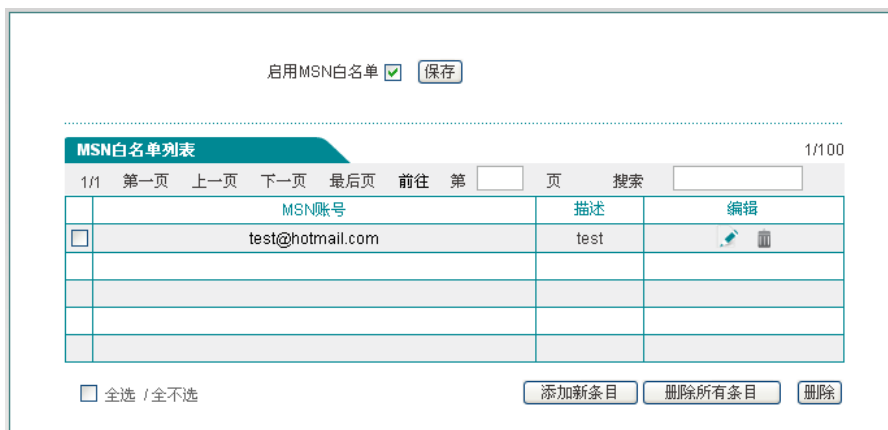 启用MSN白名单 保存
MSN白名单列表 1/100
1/1 第一页 上一页 下一页 最后页 前往 第 页 搜索
MSN账号 描述 编辑
test@hotmail.com test
全选 / 全不选 添加新条目 删除所有条目 删除